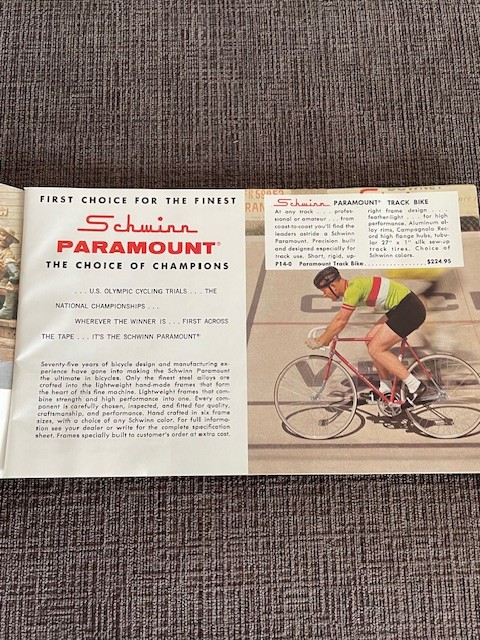 FIRST CHOICE FOR THE FINEST
Schwinn
PARAMOUNT®
THE CHOICE OF CHAMPIONS
. . . U.S. OLYMPIC CYCLING TRIALS . . . THE
NATIONAL CHAMPIONSHIPS . . .
WHEREVER THE WINNER IS . . . FIRST ACROSS
THE TAPE . . . IT'S THE SCHWINN PARAMOUNT®
Seventy-five years of bicycle design and manufacturing ex-
perience have gone into making the Schwinn Paramount
the ultimate in bicycles. Only the finest steel alloys are
crafted into the lightweight hand-made frames that form
the heart of this fine machine. Lightweight frames that com-
bine strength and high performance into one. Every com-
ponent is carefully chosen, inspected, and fitted for quality,
craftsmanship, and performance. Hand crafted in six frame
sizes, with a choice of any Schwinn color. For full informa-
tion see your dealer or write for the complete specification
sheet. Frames specially built to customer's order at extra cost.
Schwinn PARAMOUNT® TRACK BIKE
At any track . . . profes-
sional or amateur . . . from
coast-to-coast you'll find the
leaders astride a Schwinn
Paramount. Precision built
and designed especially for
track use. Short, rigid, up-
right frame design . . .
feather-light . . . for high
performance. Aluminum al-
loy rims, Campagnolo Rec-
ord high flange hubs, tubu-
lar 27" x 1" silk sew-up
track tires. Choice of
Schwinn colors.
P14-0 Paramount Track Bike . . . . . . . . . . . . . . . $224.95